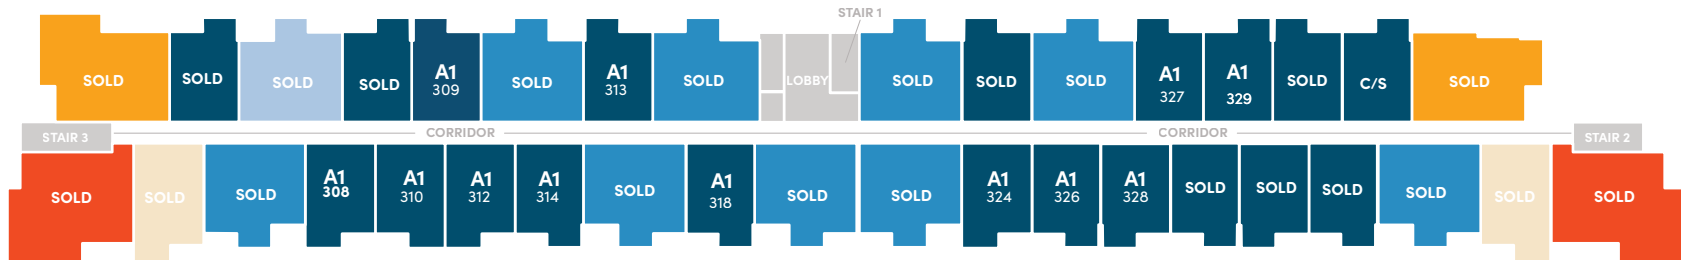 STAIR 1
SOLD
SOLD
SOLD
SOLD
A1
309
SOLD
A1
313
SOLD
LOBBY
SOLD
SOLD
SOLD
A1
327
A1
329
SOLD
C/S
SOLD
STAIR 3
CORRIDOR
CORRIDOR
STAIR 2
SOLD
SOLD
SOLD
A1
308
A1
310
A1
312
A1
314
SOLD
A1
318
SOLD
SOLD
A1
324
A1
326
A1
328
SOLD
SOLD
SOLD
SOLD
SOLD
SOLD